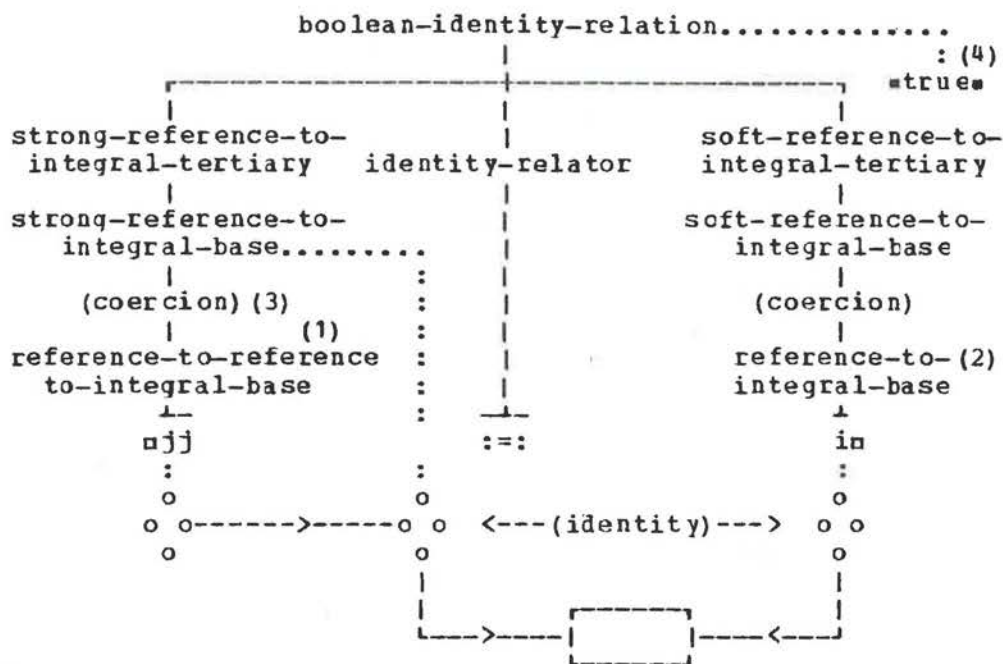 boolean-identity-relation..............
: (4)
¤true¤
strong-reference-to- soft-reference-to-
integral-tertiary identity-relator integral-tertiary
strong-reference-to- soft-reference-to-
integral-base......... integral-base
(coercion) (3) (coercion)
(1)
reference-to-reference reference-to- (2)
to-integral-base integral-base
¤jj :=: i¤
o o o
o o------>-----o o <---(identity)---> o o
o o o